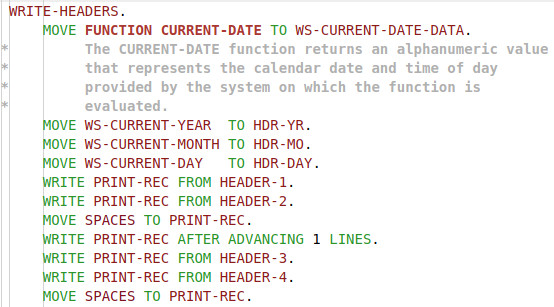 WRITE-HEADERS.
MOVE FUNCTION CURRENT-DATE TO WS-CURRENT-DATE-DATA.
* The CURRENT-DATE function returns an alphanumeric value
* that represents the calendar date and time of day
* provided by the system on which the function is
* evaluated.
MOVE WS-CURRENT-YEAR  TO HDR-YR.
MOVE WS-CURRENT-MONTH TO HDR-MO.
MOVE WS-CURRENT-DAY   TO HDR-DAY.
WRITE PRINT-REC FROM HEADER-1.
WRITE PRINT-REC FROM HEADER-2.
MOVE SPACES TO PRINT-REC.
WRITE PRINT-REC AFTER ADVANCING 1 LINES.
WRITE PRINT-REC FROM HEADER-3.
WRITE PRINT-REC FROM HEADER-4.
MOVE SPACES TO PRINT-REC.